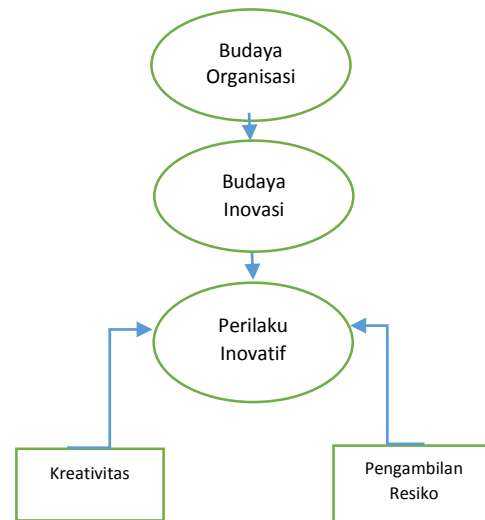 Budaya
Organisasi
Budaya
Inovasi
Perilaku
Inovatif
Kreativitas
Pengambilan
Resiko